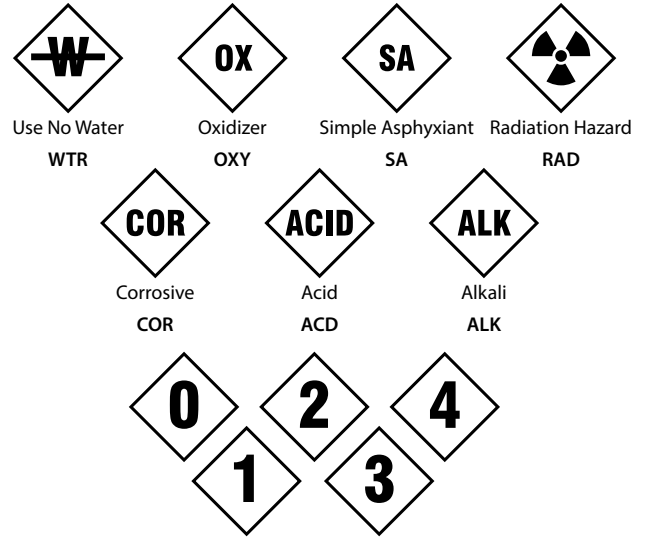 W OX SA
Use No Water Oxidizer Simple Asphyxiant Radiation Hazard
WTR OXY SA RAD
COR ACID ALK
Corrosive Acid Alkali
COR ACD ALK
0 2 4
1 3